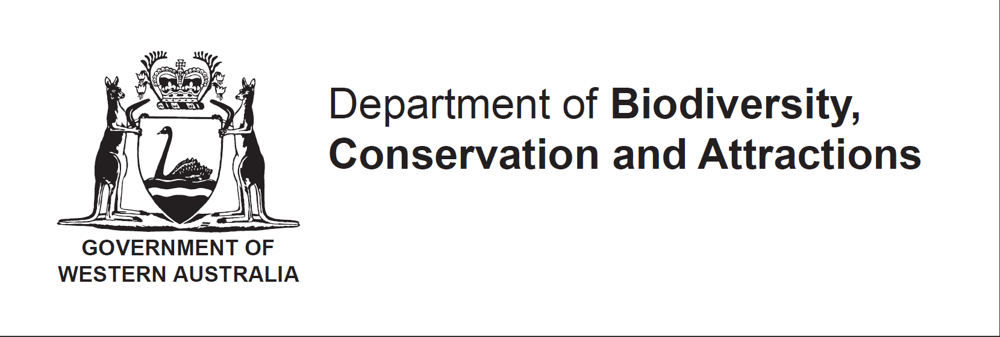 Department of Biodiversity,
Conservation and Attractions
GOVERNMENT OF
WESTERN AUSTRALIA